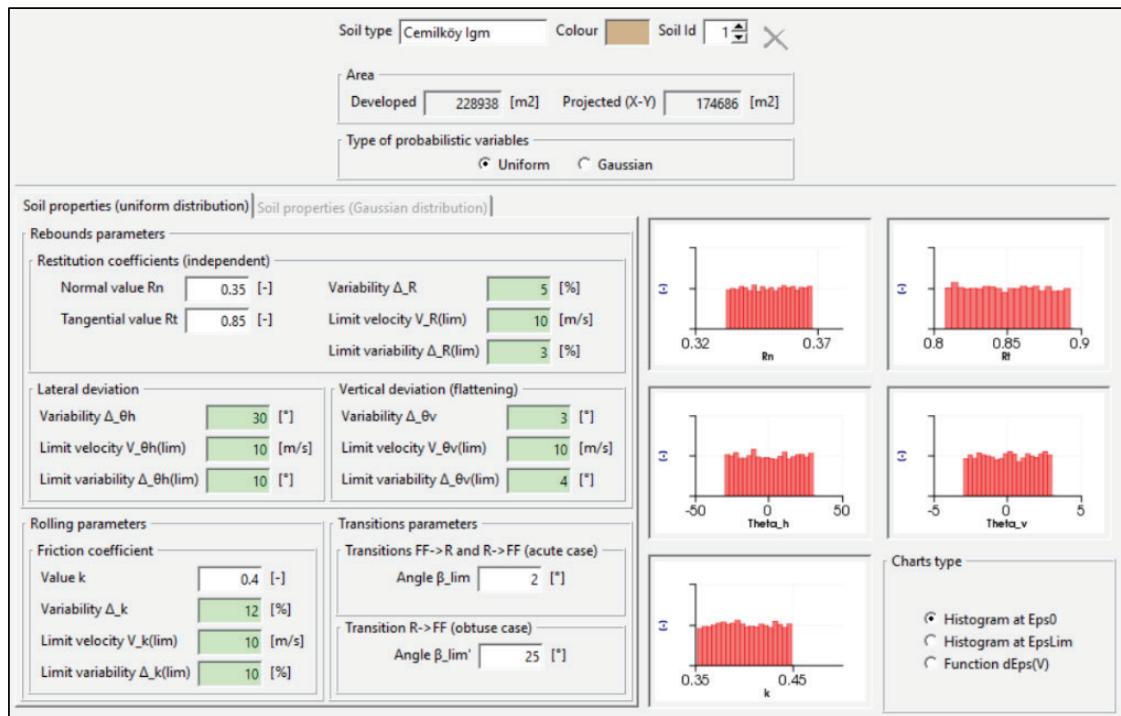 Soil type Cemilköy Igm Colour Soil Id 1
Area
Developed 228938 [m2] Projected (X-Y) 174686 [m2]
Type of probabilistic variables
Uniform Gaussian
Soil properties (uniform distribution) Soil properties (Gaussian distribution)
Rebounds parameters
Restitution coefficients (independent)
Normal value Rn 0.35 [-] Variability Δ_R 5 [%]
Tangential value Rt 0.85 [-] Limit velocity V_R(lim) 10 [m/s]
Limit variability Δ_R(lim) 3 [%]
Lateral deviation
Variability Δ_θh 30 [°]
Limit velocity V_θh(lim) 10 [m/s]
Limit variability Δ_θh(lim) 10 [°]
Vertical deviation (flattening)
Variability Δ_θv 3 [°]
Limit velocity V_θv(lim) 10 [m/s]
Limit variability Δ_θv(lim) 4 [°]
Rolling parameters
Friction coefficient
Value k 0.4 [-]
Variability Δ_k 12 [%]
Limit velocity V_k(lim) 10 [m/s]
Limit variability Δ_k(lim) 10 [%]
Transitions parameters
Transitions FF->R and R->FF (acute case)
Angle β_lim 2 [°]
Transition R->FF (obtuse case)
Angle β_lim' 25 [°]
0.32 0.37
Rn
0.8 0.85 0.9
Rt
-50 0 50
Theta_h
-5 0 5
Theta_v
0.35 0.45
k
Charts type
Histogram at Eps0
Histogram at EpsLim
Function dEps(V)